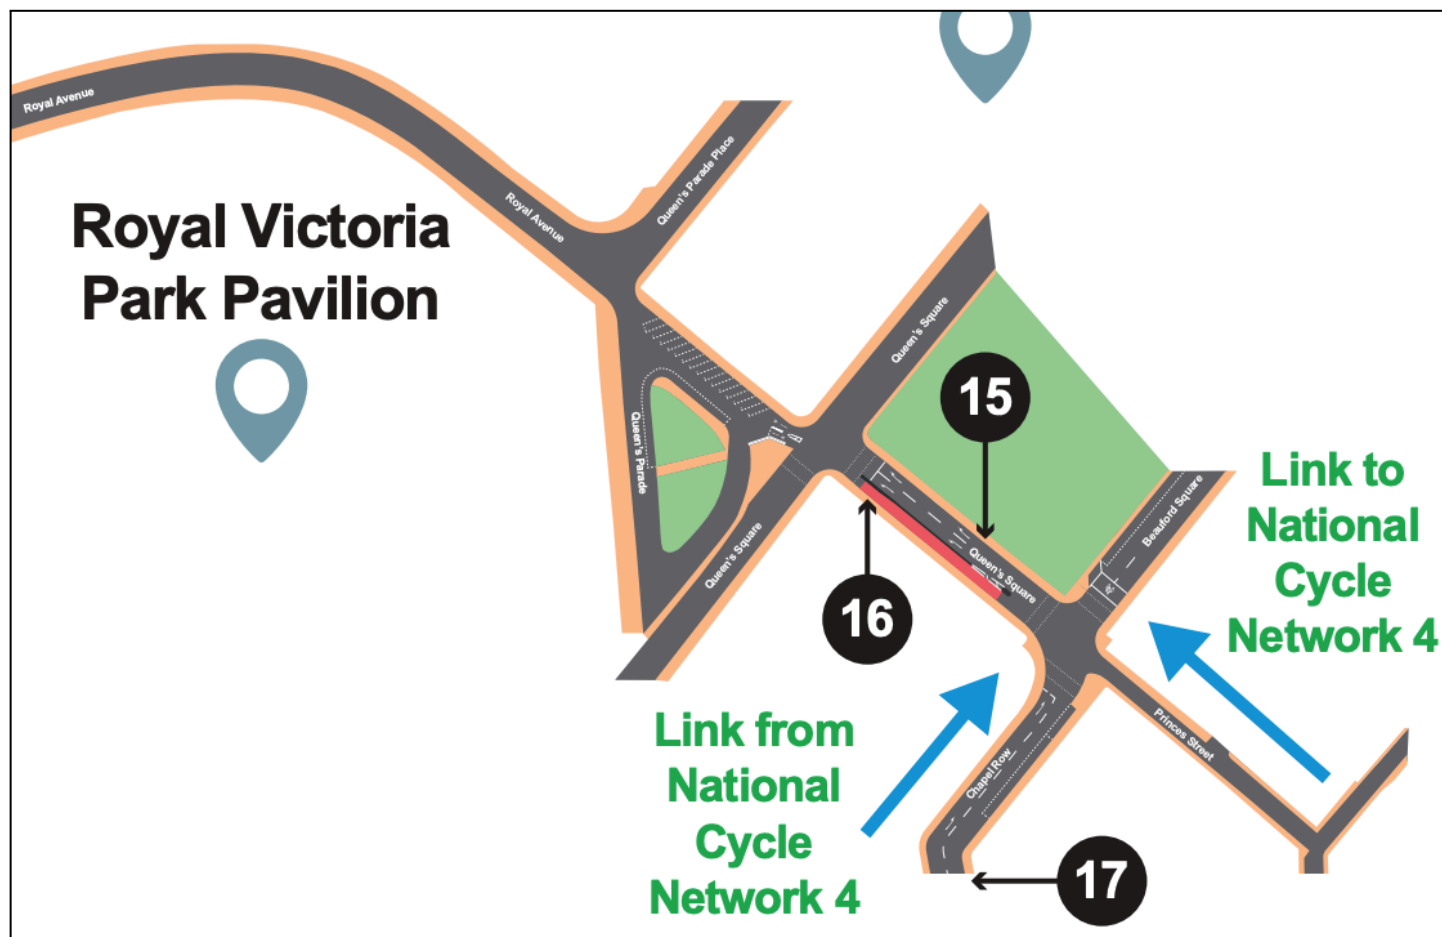 Royal Avenue
Royal Victoria
Park Pavilion
Royal Avenue
Queen's Parade Place
Queen's Square
Queen's Parade
Queen's Square
15
Queen's Square
16
Beauford Square
Link to
National
Cycle
Network 4
Link from
National
Cycle
Network 4
Chapel Row
Princes Street
17